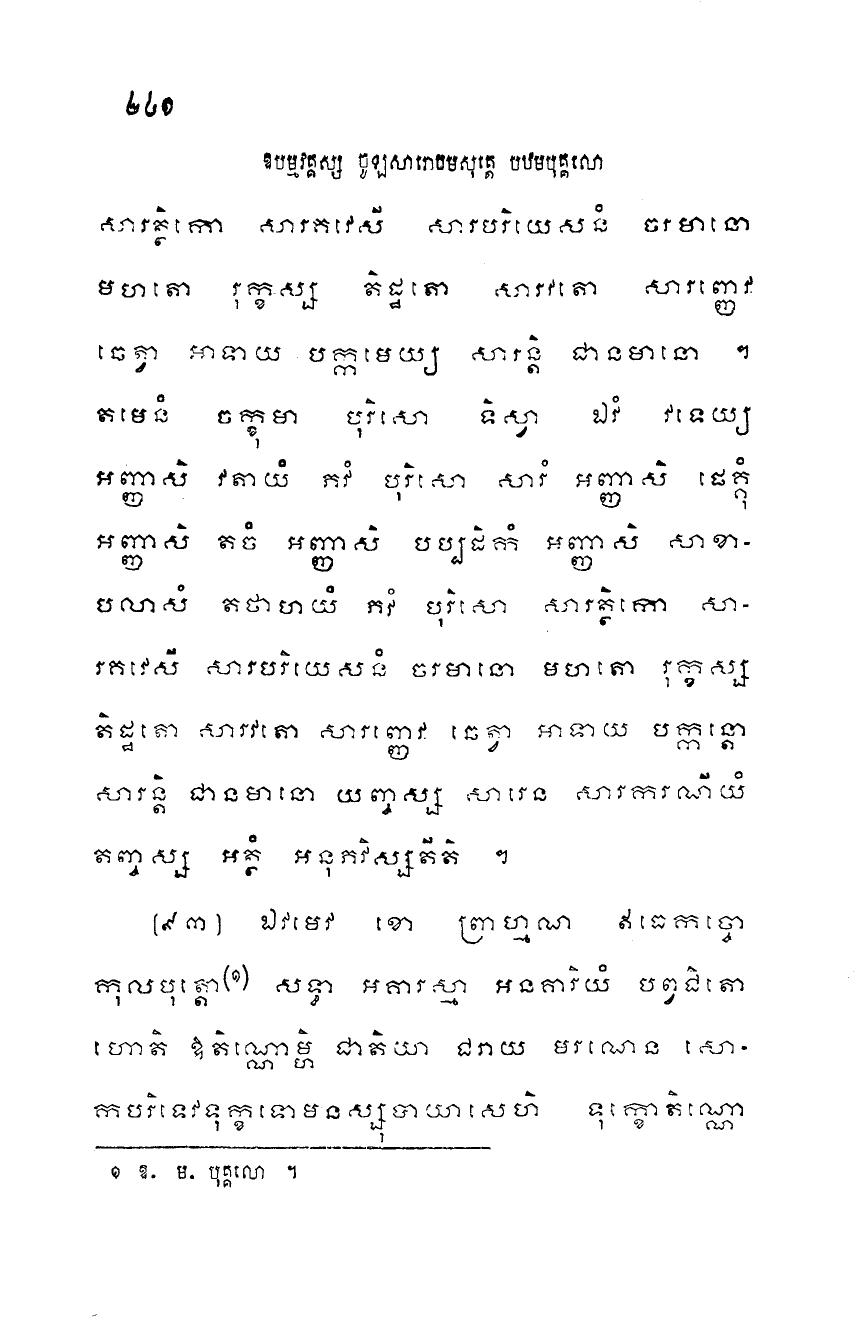 ២៤០
ឱបម្មវគ្គស្ស ចូឡសារោបមសុត្តេ បឋមបុគ្គលោ
សារត្ថិកោ សារគវេសី សារបរិយេសនំ ចរមានោ
មហតោ រុក្ខស្ស តិដ្ឋតោ សារវតោ សារញ្ញេវ
ឆេត្វា អាទាយ បក្កមេយ្យ សារន្តិ ជានមានោ ។
តមេនំ ចក្ខុមា បុរិសោ ទិស្វា ឯវំ វទេយ្យ
អញ្ញាសិ វតាយំ ភវំ បុរិសោ សារំ អញ្ញាសិ ផេគ្គុំ
អញ្ញាសិ តចំ អញ្ញាសិ បប្បដិកំ អញ្ញាសិ សាខា-
បលាសំ តថាហយំ ភវំ បុរិសោ សារត្ថិកោ សា-
រគវេសី សារបរិយេសនំ ចរមានោ មហតោ រុក្ខស្ស
តិដ្ឋតោ សារវតោ សារញ្ញេវ ឆេត្វា អាទាយ បក្កន្តោ
សារន្តិ ជានមានោ យញ្ចស្ស សារេន សារករណីយំ
តញ្ចស្ស អត្ថំ អនុភវិស្សតីតិ ។
[៩៣] ឯវមេវ ខោ ព្រាហ្មណ ឥធេកច្ចោ
កុលបុត្តោ(១) សទ្ធា អគារស្មា អនគារិយំ បព្វជិតោ
ហោតិ ឱតិណ្ណោម្ហិ ជាតិយា ជរាយ មរណេន សោ-
កបរិទេវទុក្ខទោមនស្សុបាយាសេហិ ទុក្ខោតិណ្ណោ
១ ឱ. ម. បុគ្គលោ ។